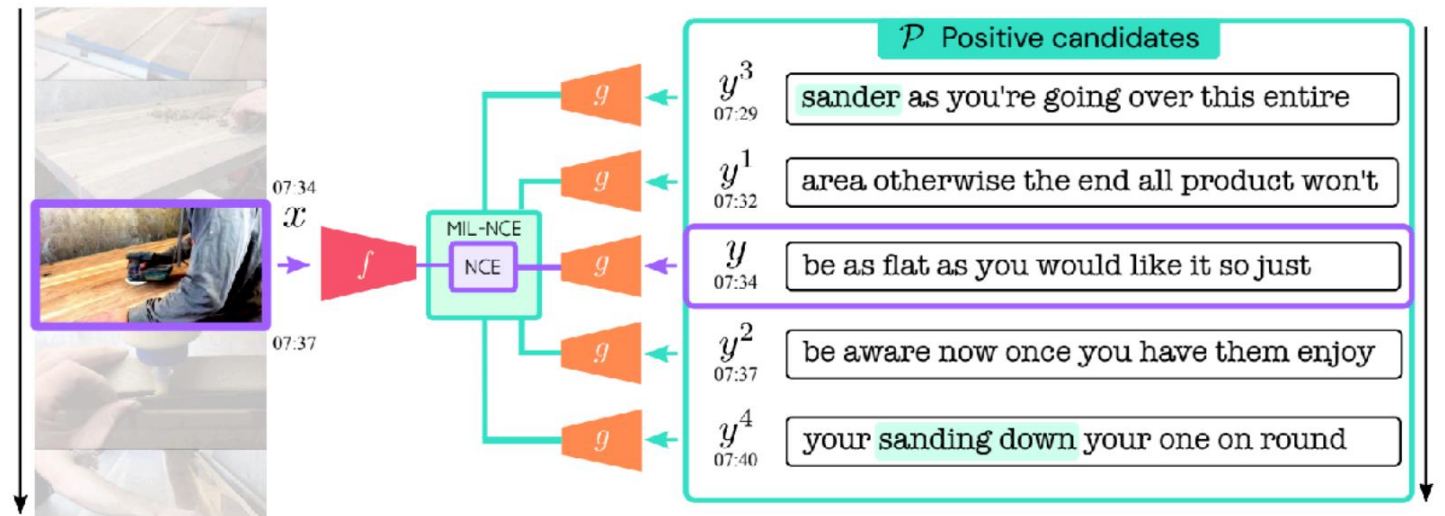 𝒫 Positive candidates
y³
07:29
sander as you're going over this entire
g
y¹
07:32
area otherwise the end all product won't
g
07:34
x
f
MIL-NCE
NCE
g
y
07:34
be as flat as you would like it so just
07:37
g
y²
07:37
be aware now once you have them enjoy
g
y⁴
07:40
your sanding down your one on round